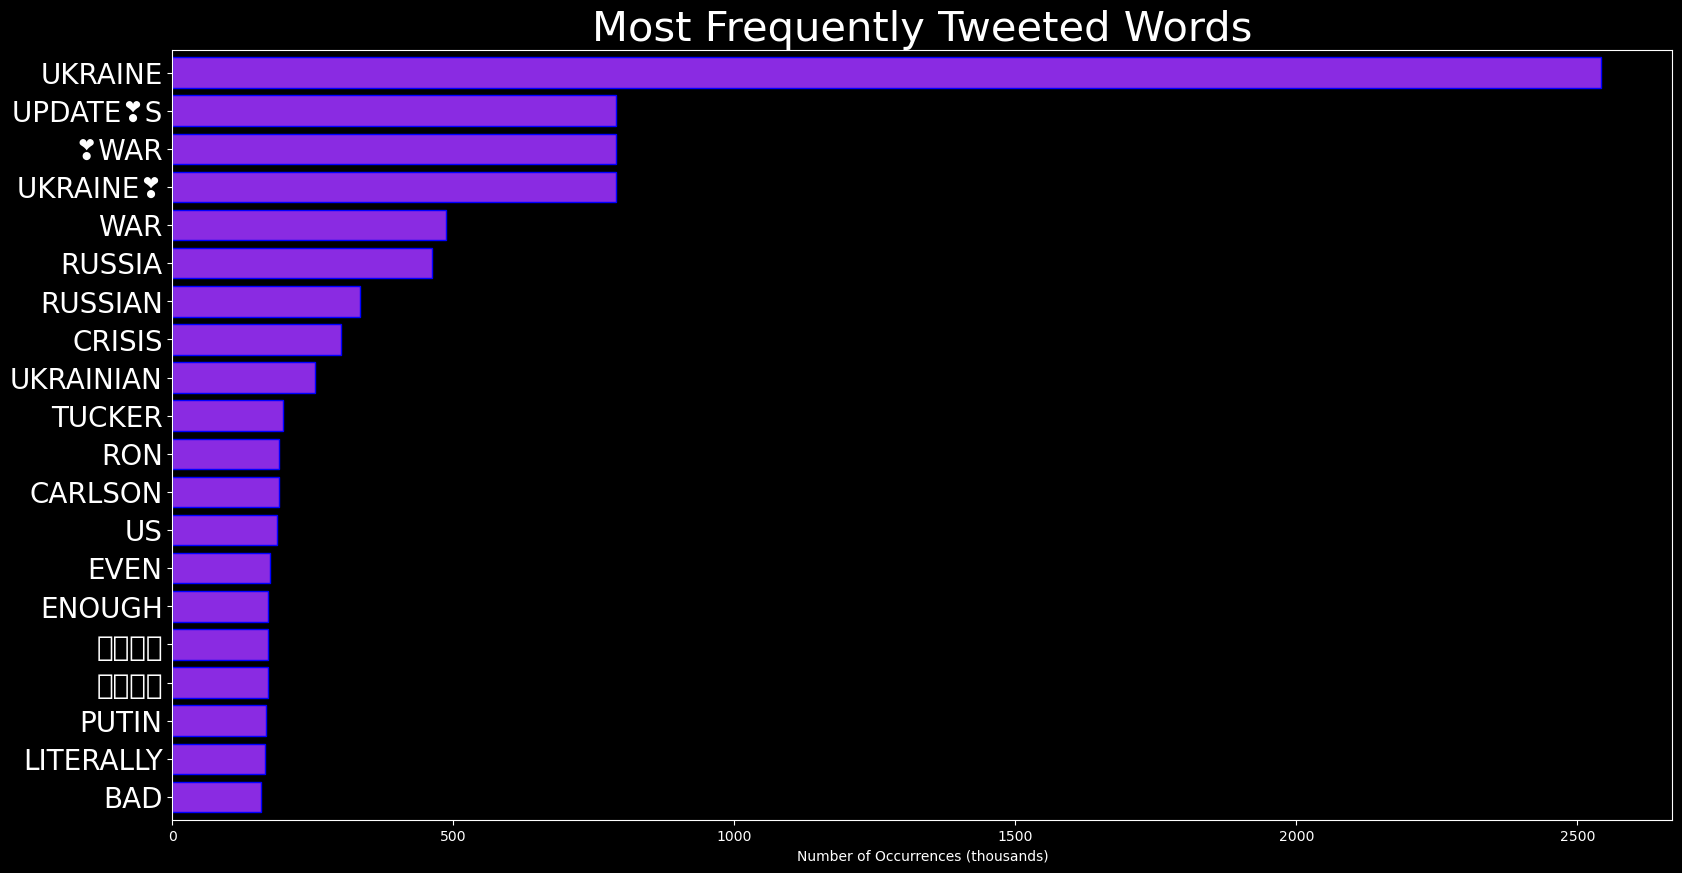 Most Frequently Tweeted Words
UKRAINE
UPDATE❣S
❣WAR
UKRAINE❣
WAR
RUSSIA
RUSSIAN
CRISIS
UKRAINIAN
TUCKER
RON
CARLSON
US
EVEN
ENOUGH
PUTIN
LITERALLY
BAD
0 500 1000 1500 2000 2500
Number of Occurrences (thousands)